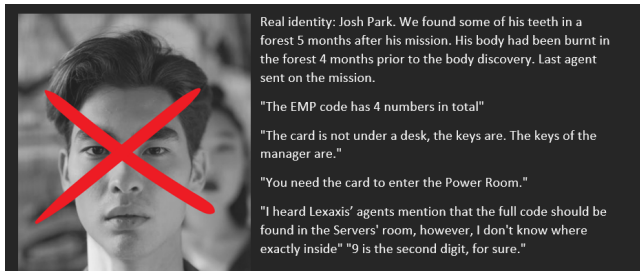 Real identity: Josh Park. We found some of his teeth in a
forest 5 months after his mission. His body had been burnt in
the forest 4 months prior to the body discovery. Last agent
sent on the mission.
"The EMP code has 4 numbers in total"
"The card is not under a desk, the keys are. The keys of the
manager are."
"You need the card to enter the Power Room."
"I heard Lexaxis’ agents mention that the full code should be
found in the Servers' room, however, I don't know where
exactly inside" "9 is the second digit, for sure."